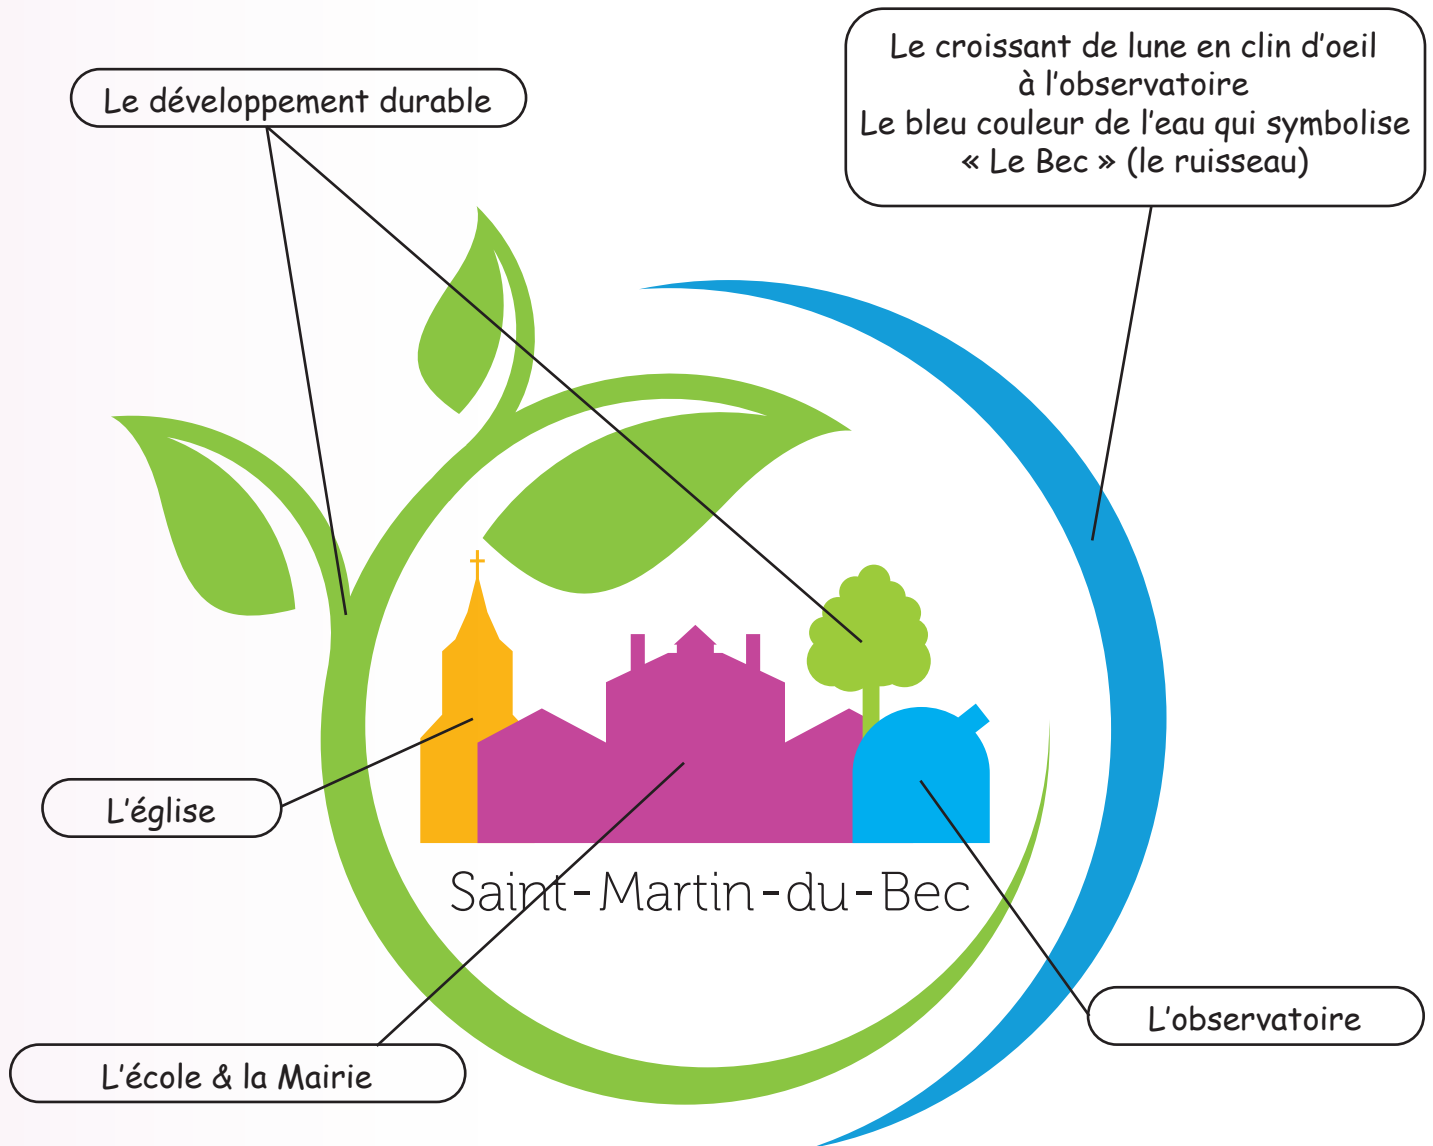 Le croissant de lune en clin d'oeil
à l'observatoire
Le bleu couleur de l'eau qui symbolise
« Le Bec » (le ruisseau)
Le développement durable
L'église
Saint-Martin-du-Bec
L'observatoire
L'école & la Mairie